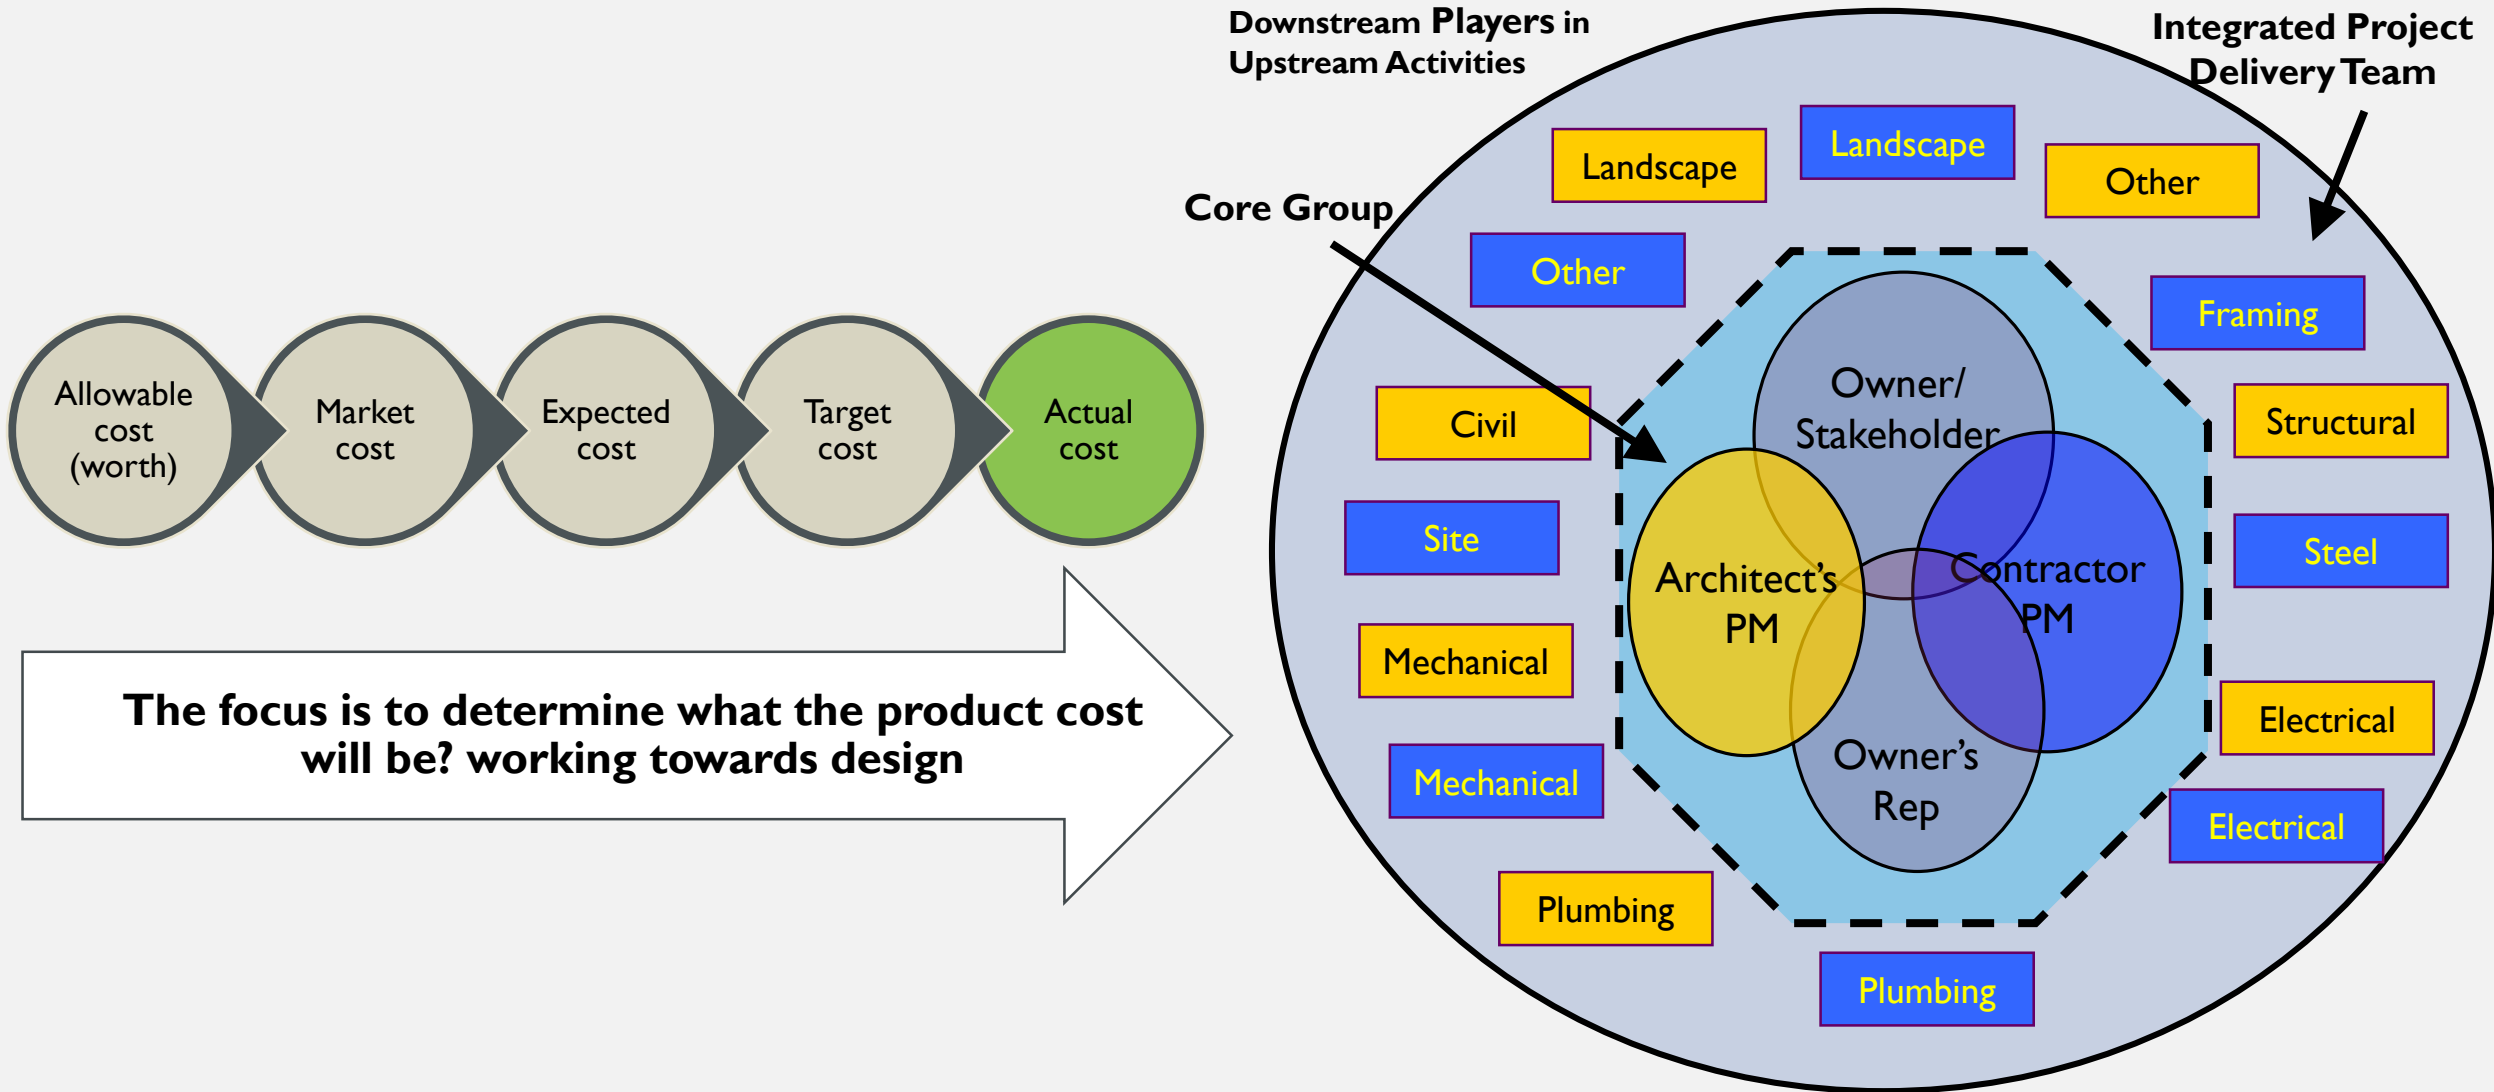 Downstream Players in
Upstream Activities
Integrated Project
Delivery Team
Core Group
Allowable
cost
(worth)
Market
cost
Expected
cost
Target
cost
Actual
cost
The focus is to determine what the product cost
will be? working towards design
Landscape
Landscape
Other
Other
Framing
Civil
Structural
Site
Steel
Mechanical
Electrical
Mechanical
Electrical
Plumbing
Plumbing
Owner/
Stakeholder
Architect’s
PM
Contractor
PM
Owner’s
Rep